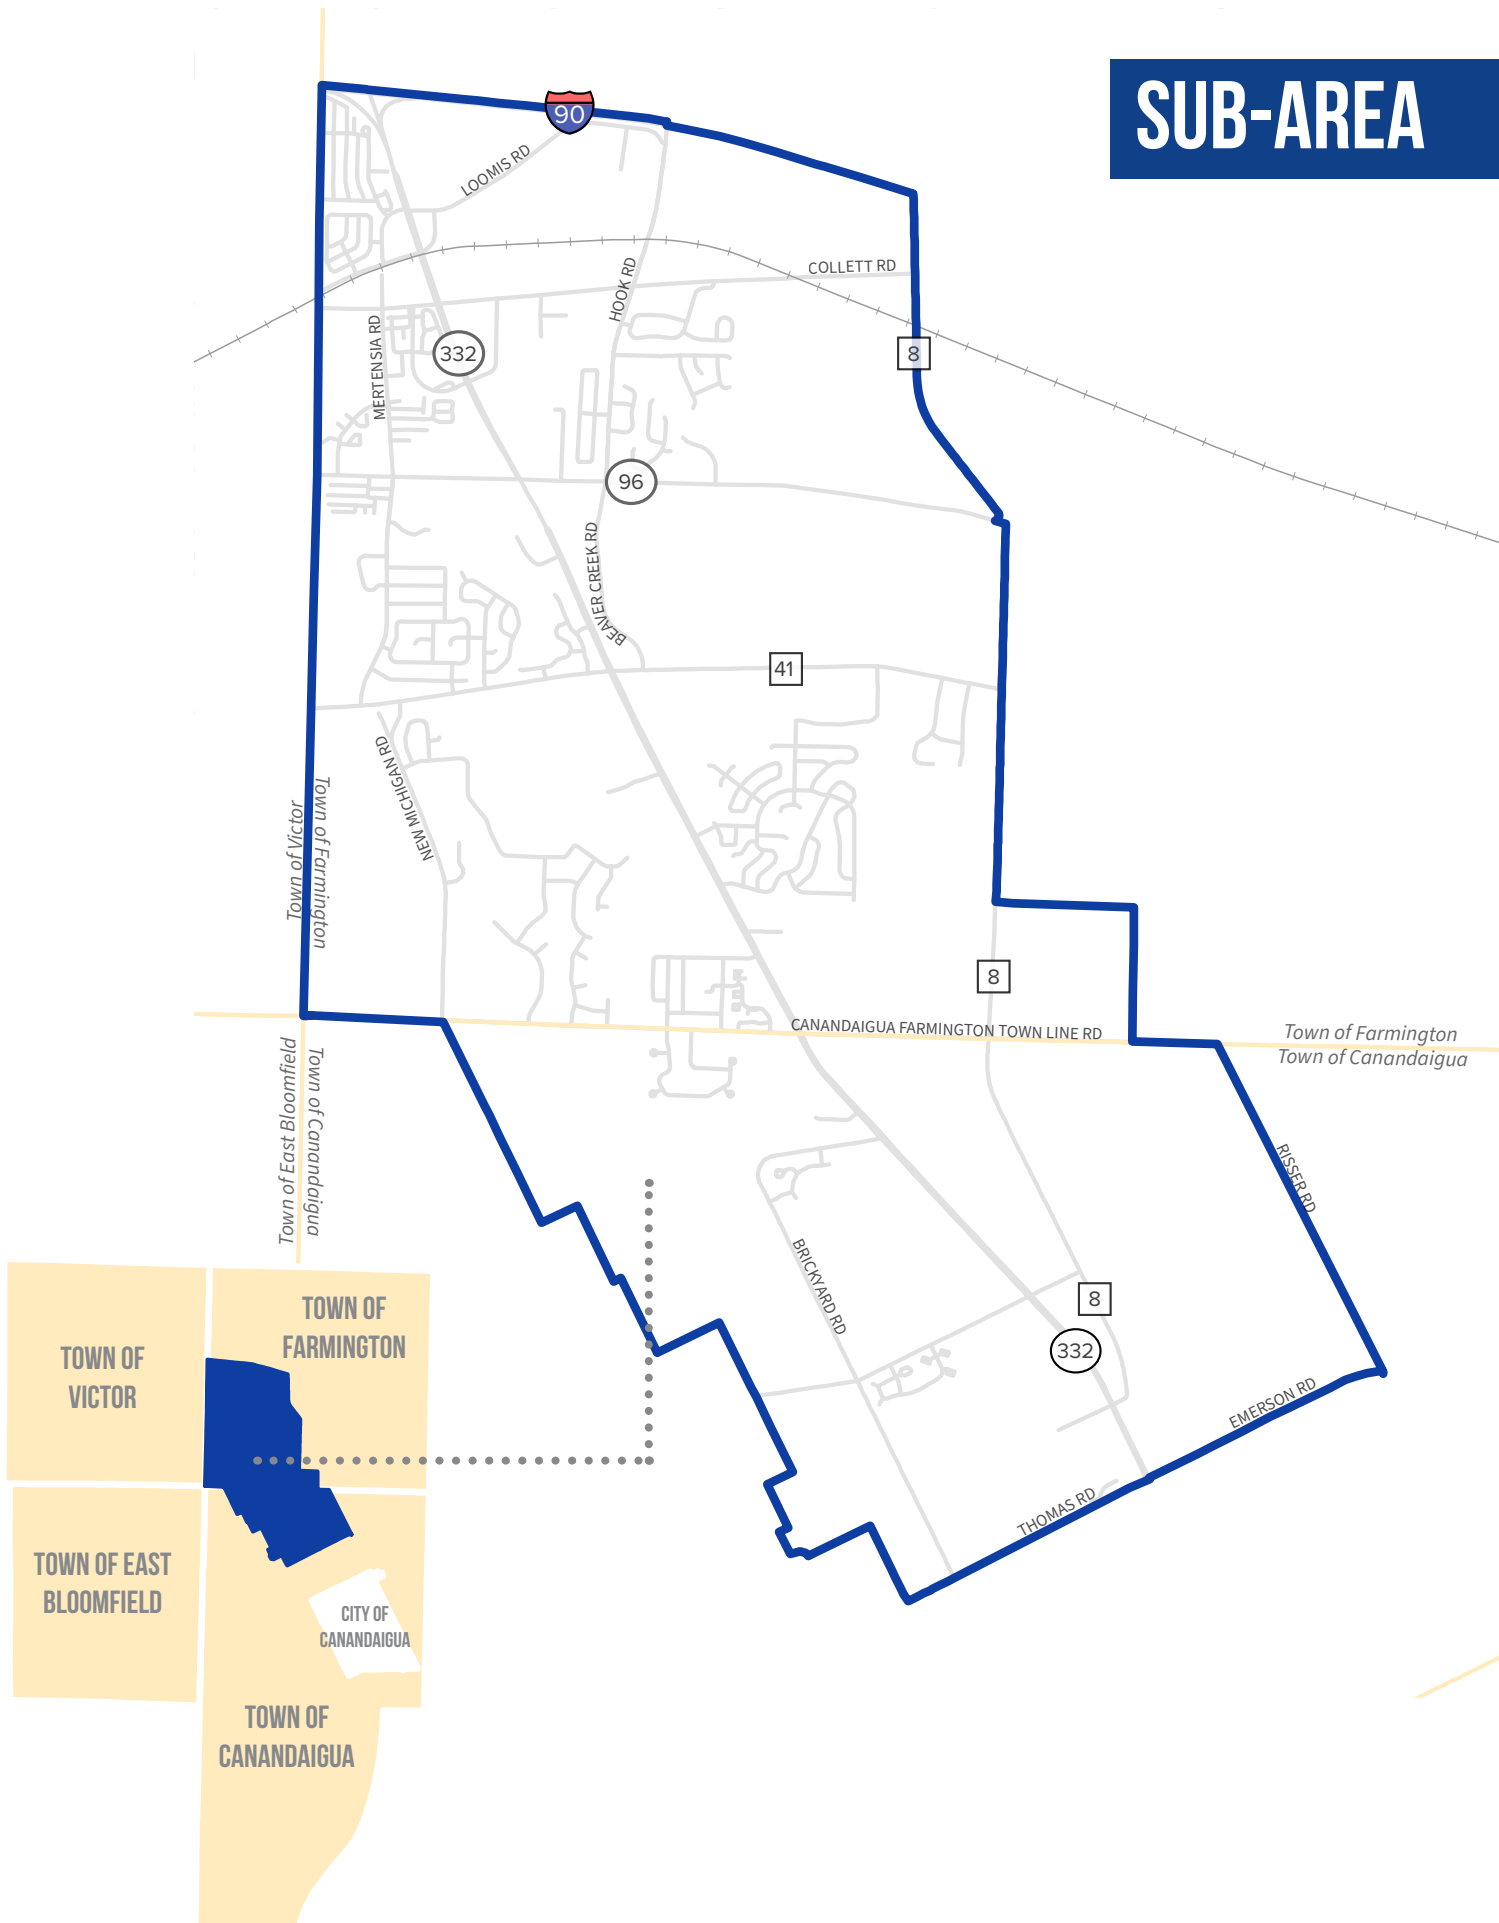 SUB-AREA
90
LOOMIS RD
COLLETT RD
HOOK RD
MERTENSIA RD
332
8
96
BEAVER CREEK RD
41
NEW MICHIGAN RD
Town of Victor
Town of Farmington
8
CANANDAIGUA FARMINGTON TOWN LINE RD
Town of Farmington
Town of Canandaigua
Town of East Bloomfield
Town of Canandaigua
RISSER RD
BRICKYARD RD
8
332
EMERSON RD
THOMAS RD
TOWN OF
FARMINGTON
TOWN OF
VICTOR
TOWN OF EAST
BLOOMFIELD
CITY OF
CANANDAIGUA
TOWN OF
CANANDAIGUA